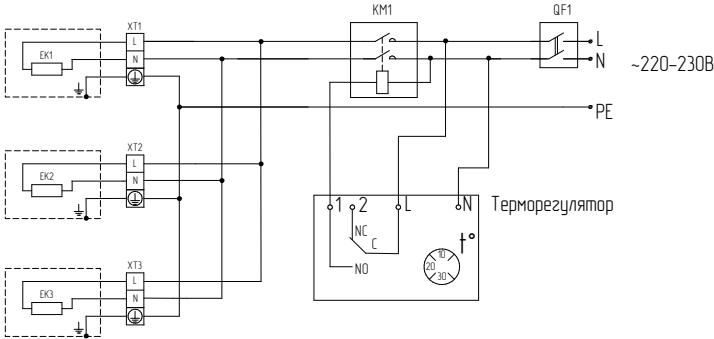 KM1
QF1
XT1
L
N
EK1
L
N
~220-230В
PE
XT2
L
N
EK2
1
2
L
N
Терморегулятор
NC
C
t°
NO
10
20
30
XT3
L
N
EK3